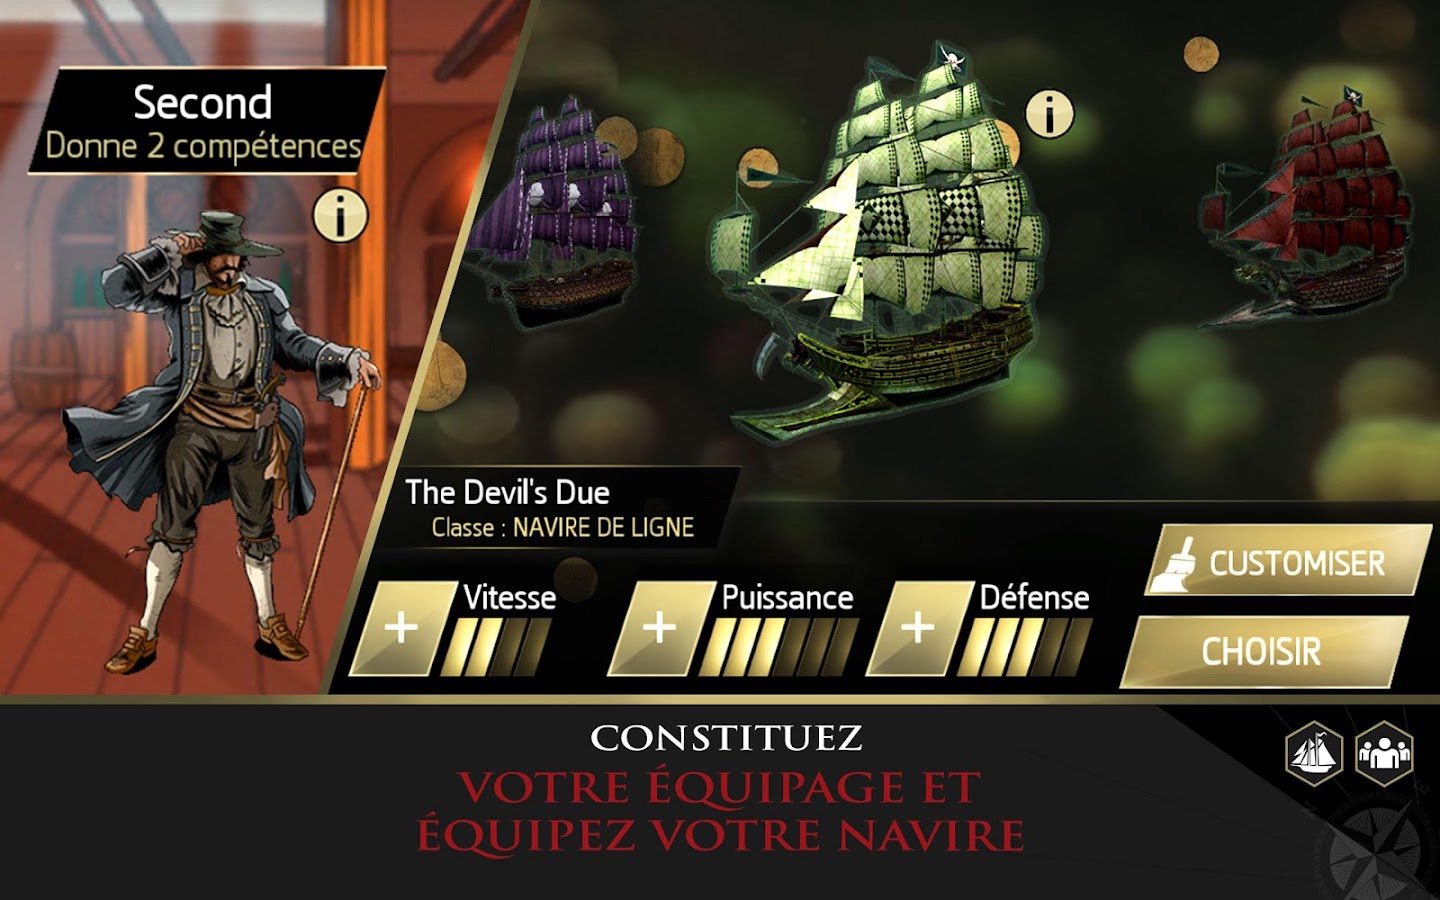 Second
Donne 2 compétences
The Devil's Due
Classe : NAVIRE DE LIGNE
Vitesse
Puissance
Défense
CUSTOMISER
CHOISIR
CONSTITUEZ
VOTRE ÉQUIPAGE ET
ÉQUIPEZ VOTRE NAVIRE